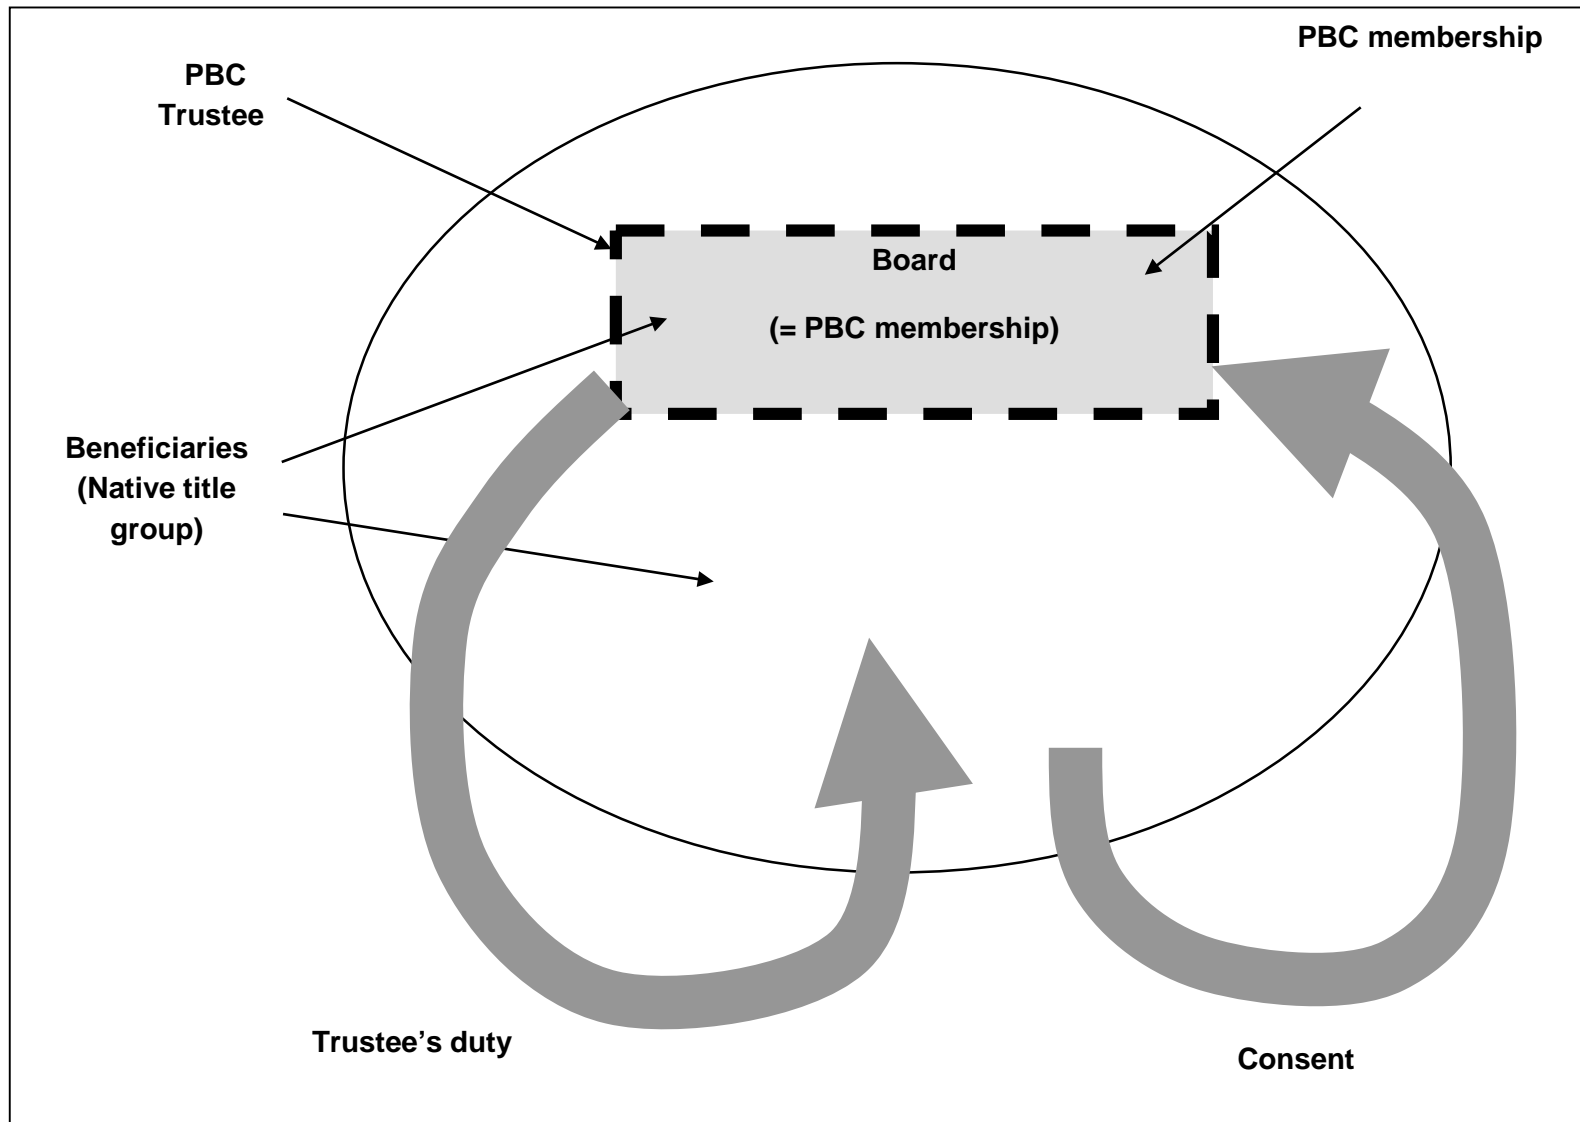 PBC membership
PBC
Trustee
Board
(= PBC membership)
Beneficiaries
(Native title
group)
Trustee’s duty
Consent